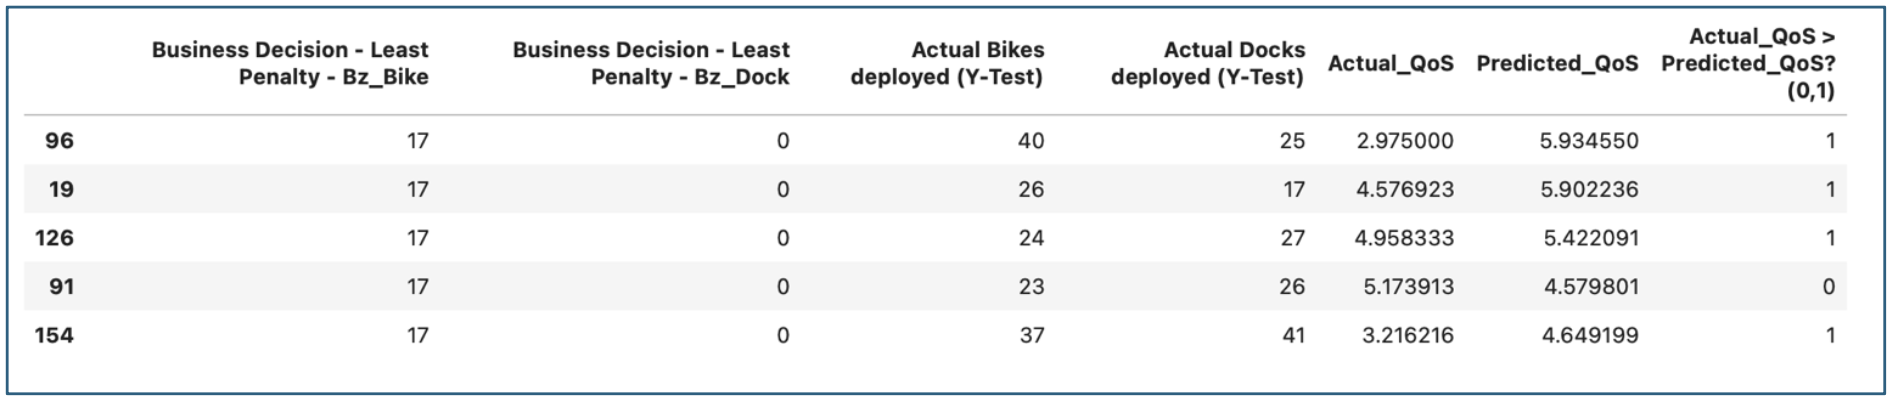 Business Decision - Least Penalty - Bz_Bike Business Decision - Least Penalty - Bz_Dock Actual Bikes deployed (Y-Test) Actual Docks deployed (Y-Test) Actual_QoS Predicted_QoS Actual_QoS > Predicted_QoS? (0,1)
96 17 0 40 25 2.975000 5.934550 1
19 17 0 26 17 4.576923 5.902236 1
126 17 0 24 27 4.958333 5.422091 1
91 17 0 23 26 5.173913 4.579801 0
154 17 0 37 41 3.216216 4.649199 1